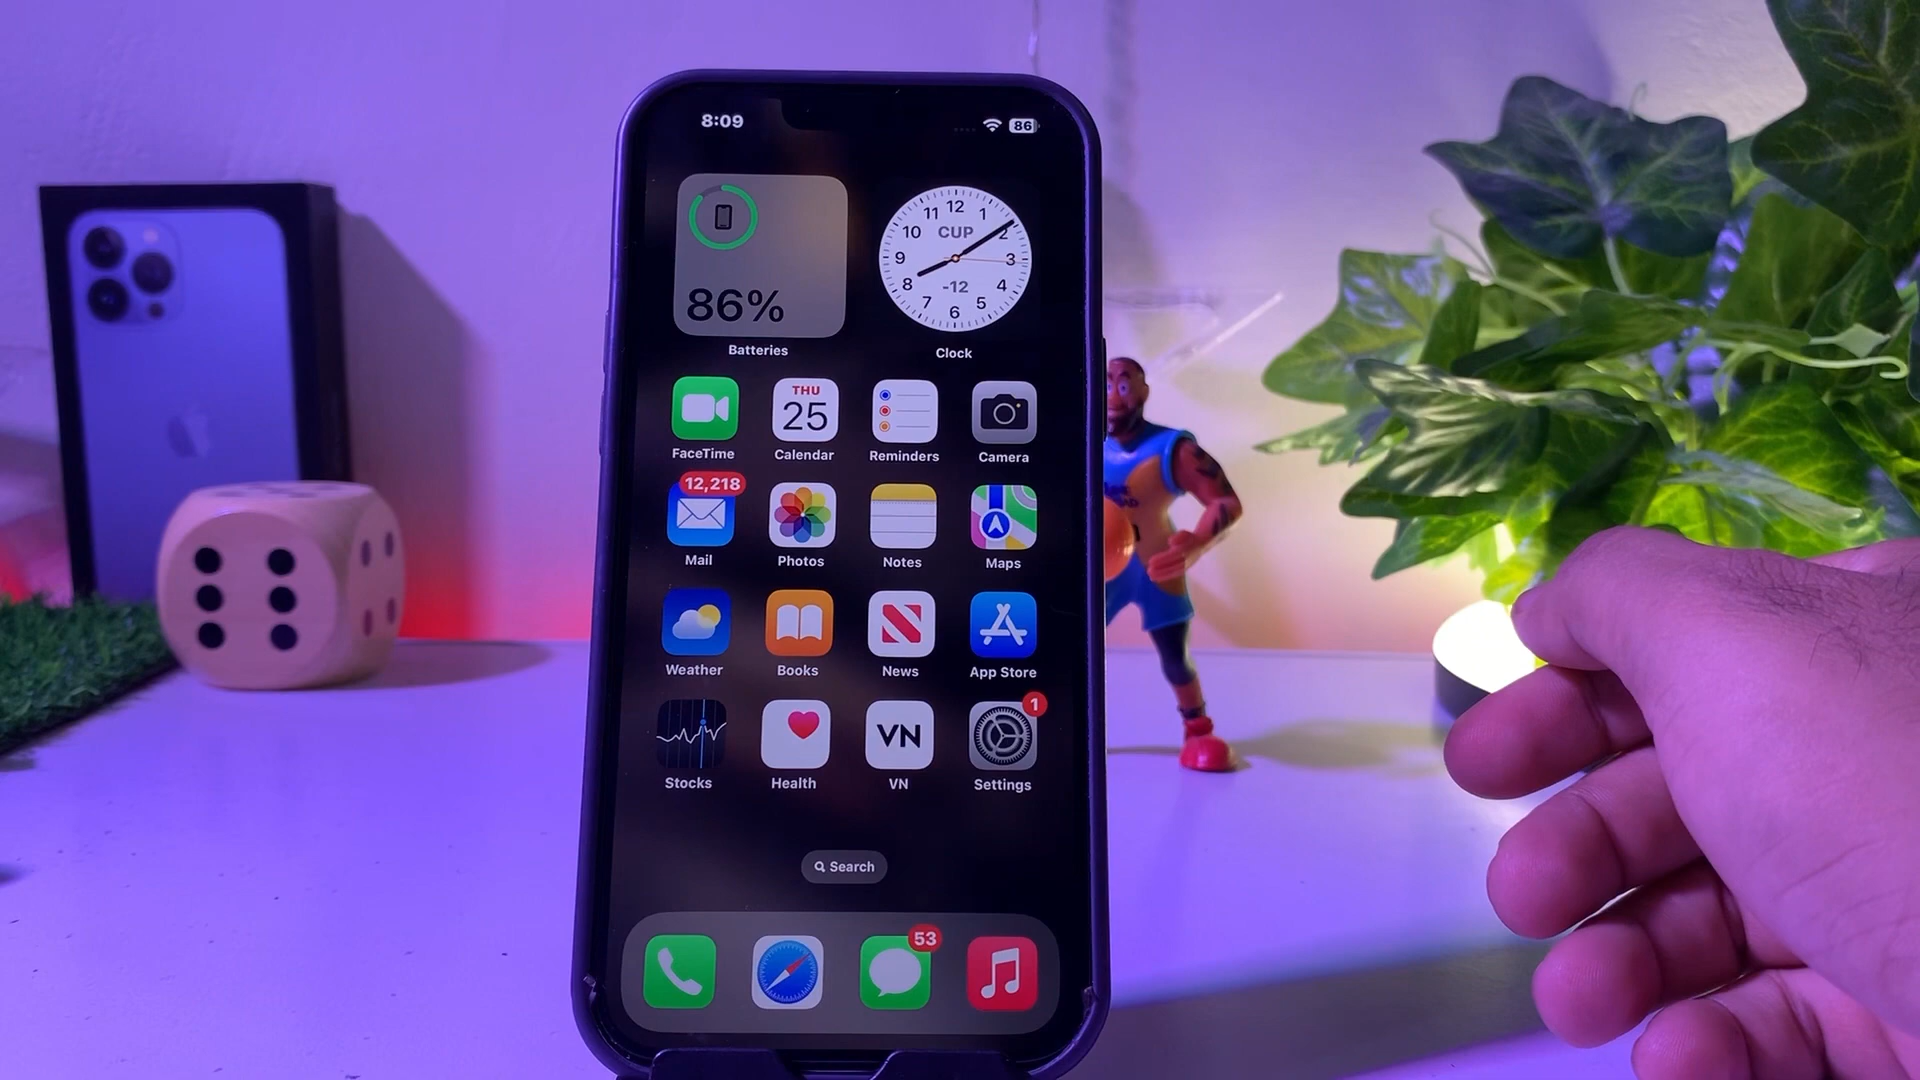 8:09 86
86%
Batteries
12
11 1
10 CUP 2
9 3
8 -12 4
7 5
6
Clock
THU
25
FaceTime Calendar Reminders Camera
12,218
Mail Photos Notes Maps
Weather Books News App Store
VN
1
Stocks Health VN Settings
Search
53